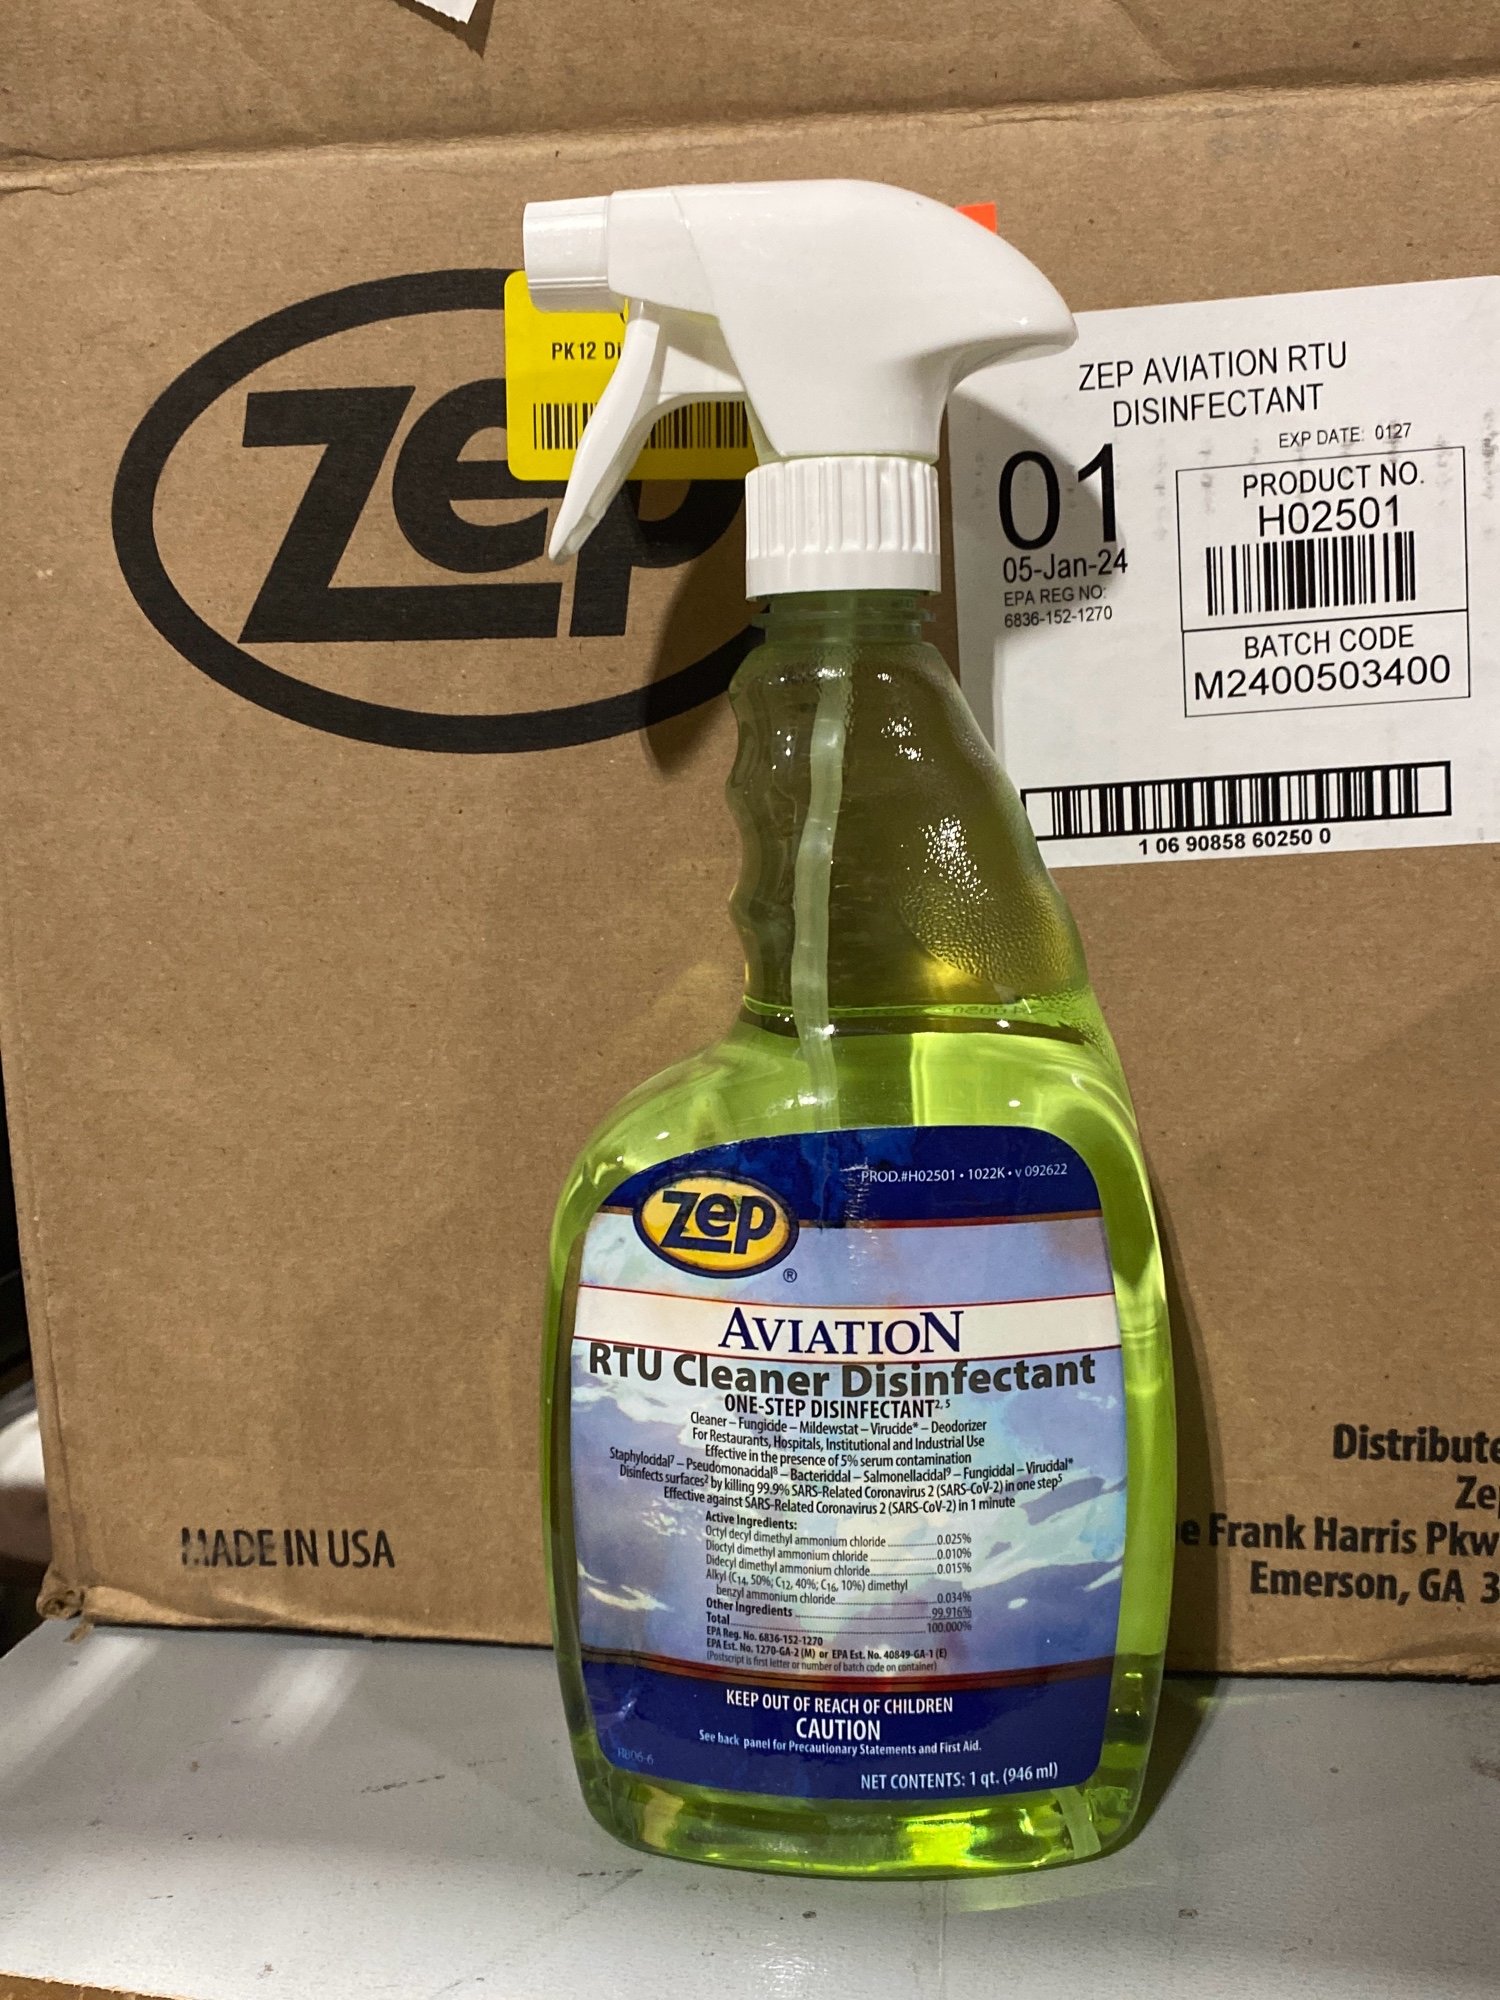 zep
PK12
ZEP AVIATION RTU
DISINFECTANT
EXP DATE: 0127
01
05-Jan-24
EPA REG NO:
6836-152-1270
PRODUCT NO.
H02501
BATCH CODE
M2400503400
1 06 90858 60250 0
PROD.#H02501 • 1022K • v 092622
zep
®
AVIATION
RTU Cleaner Disinfectant
ONE-STEP DISINFECTANT2, 5
Cleaner – Fungicide – Mildewstat – Virucide* – Deodorizer
For Restaurants, Hospitals, Institutional and Industrial Use
Effective in the presence of 5% serum contamination
Staphylocidal7 – Pseudomonacidal8 – Bactericidal – Salmonellacidal9 – Fungicidal – Virucidal*
Disinfects surfaces2 by killing 99.9% SARS-Related Coronavirus 2 (SARS-CoV-2) in one step5
Effective against SARS-Related Coronavirus 2 (SARS-CoV-2) in 1 minute
Active Ingredients:
Octyl decyl dimethyl ammonium chloride 0.025%
Dioctyl dimethyl ammonium chloride 0.010%
Didecyl dimethyl ammonium chloride 0.015%
Alkyl (C14, 50%; C12, 40%; C16, 10%) dimethyl
benzyl ammonium chloride 0.034%
Other Ingredients 99.916%
Total 100.000%
EPA Reg. No. 6836-152-1270
EPA Est. No. 1270-GA-2 (M) or EPA Est. No. 40849-GA-1 (E)
(Postscript is first letter or number of batch code on container)
KEEP OUT OF REACH OF CHILDREN
CAUTION
See back panel for Precautionary Statements and First Aid.
NET CONTENTS: 1 qt. (946 ml)
MADE IN USA
Distribute
Zep
e Frank Harris Pkw
Emerson, GA 3